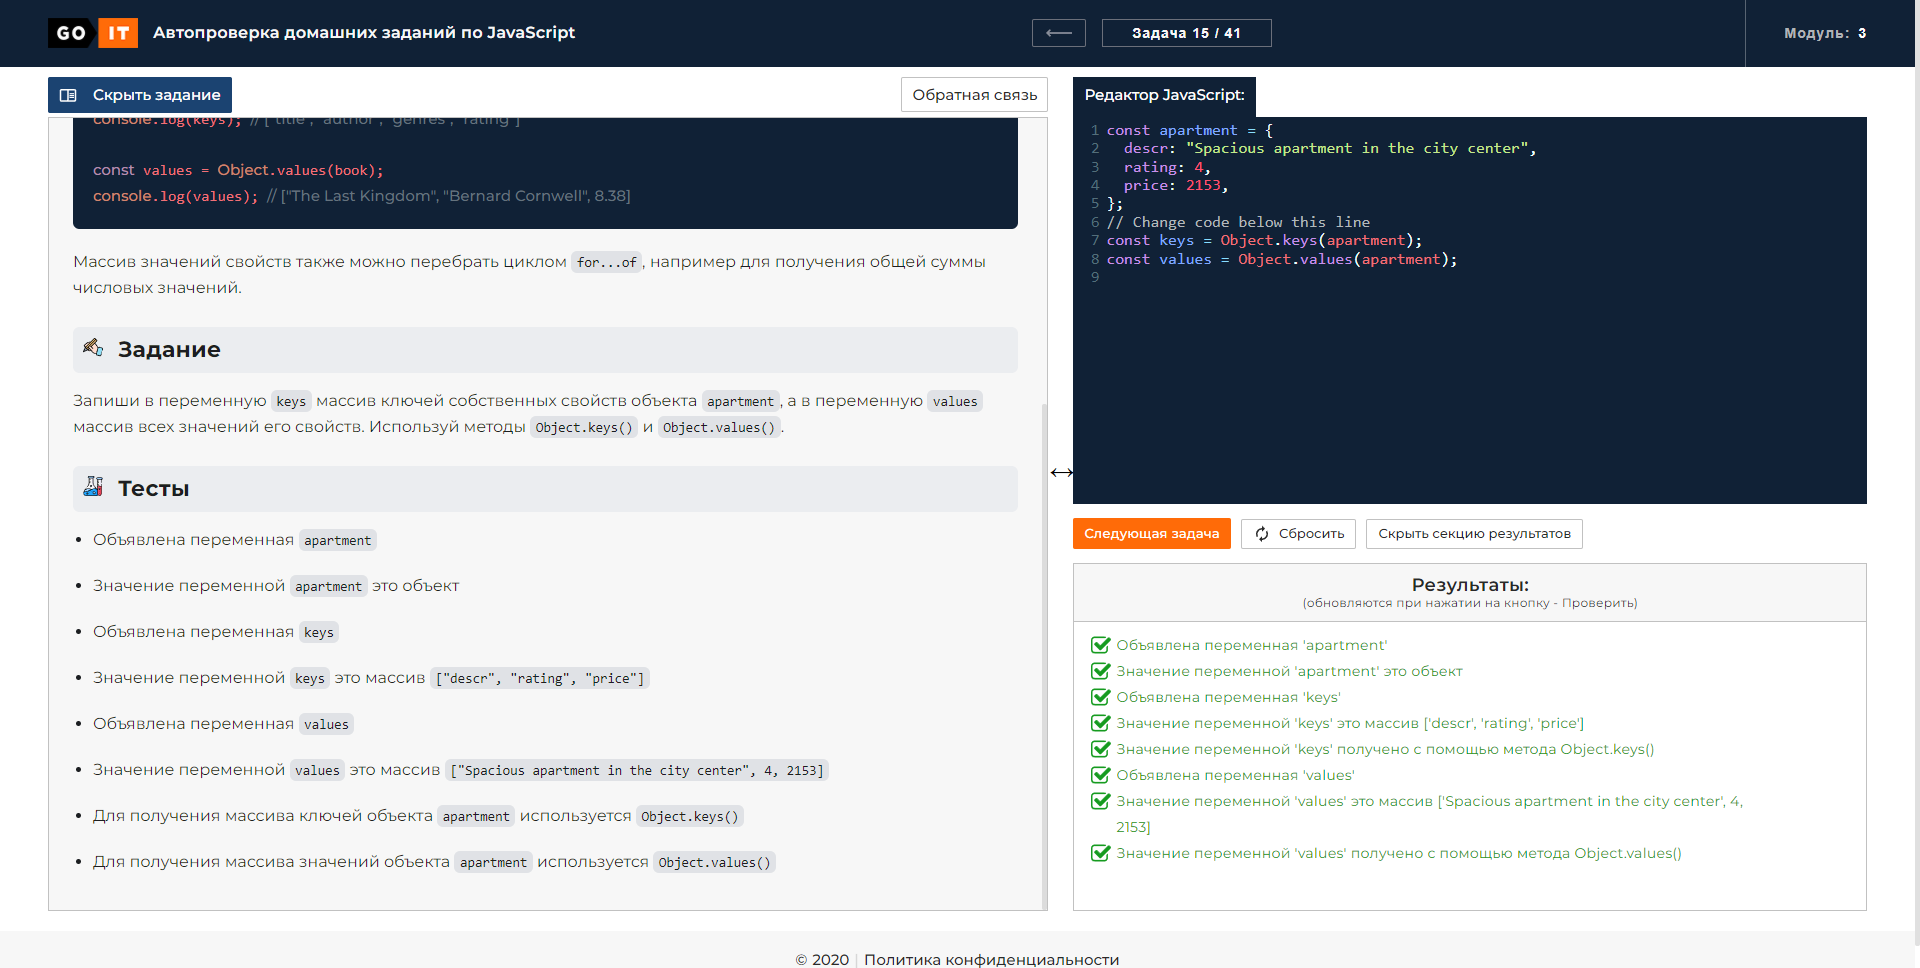 GO IT
Автопроверка домашних заданий по JavaScript
Задача 15 / 41
Модуль: 3
Скрыть задание
Обратная связь
console.log(keys); // ["title", "author", "genres", "rating"]
const values = Object.values(book);
console.log(values); // ["The Last Kingdom", "Bernard Cornwell", 8.38]
Массив значений свойств также можно перебрать циклом for...of, например для получения общей суммы
числовых значений.
Задание
Запиши в переменную keys массив ключей собственных свойств объекта apartment, а в переменную values
массив всех значений его свойств. Используй методы Object.keys() и Object.values().
Тесты
• Объявлена переменная apartment
• Значение переменной apartment это объект
• Объявлена переменная keys
• Значение переменной keys это массив ["descr", "rating", "price"]
• Объявлена переменная values
• Значение переменной values это массив ["Spacious apartment in the city center", 4, 2153]
• Для получения массива ключей объекта apartment используется Object.keys()
• Для получения массива значений объекта apartment используется Object.values()
Редактор JavaScript:
1 const apartment = {
2   descr: "Spacious apartment in the city center",
3   rating: 4,
4   price: 2153,
5 };
6 // Change code below this line
7 const keys = Object.keys(apartment);
8 const values = Object.values(apartment);
9
Следующая задача
Сбросить
Скрыть секцию результатов
Результаты:
(обновляются при нажатии на кнопку - Проверить)
Объявлена переменная 'apartment'
Значение переменной 'apartment' это объект
Объявлена переменная 'keys'
Значение переменной 'keys' это массив ['descr', 'rating', 'price']
Значение переменной 'keys' получено с помощью метода Object.keys()
Объявлена переменная 'values'
Значение переменной 'values' это массив ['Spacious apartment in the city center', 4,
2153]
Значение переменной 'values' получено с помощью метода Object.values()
© 2020 | Политика конфиденциальности